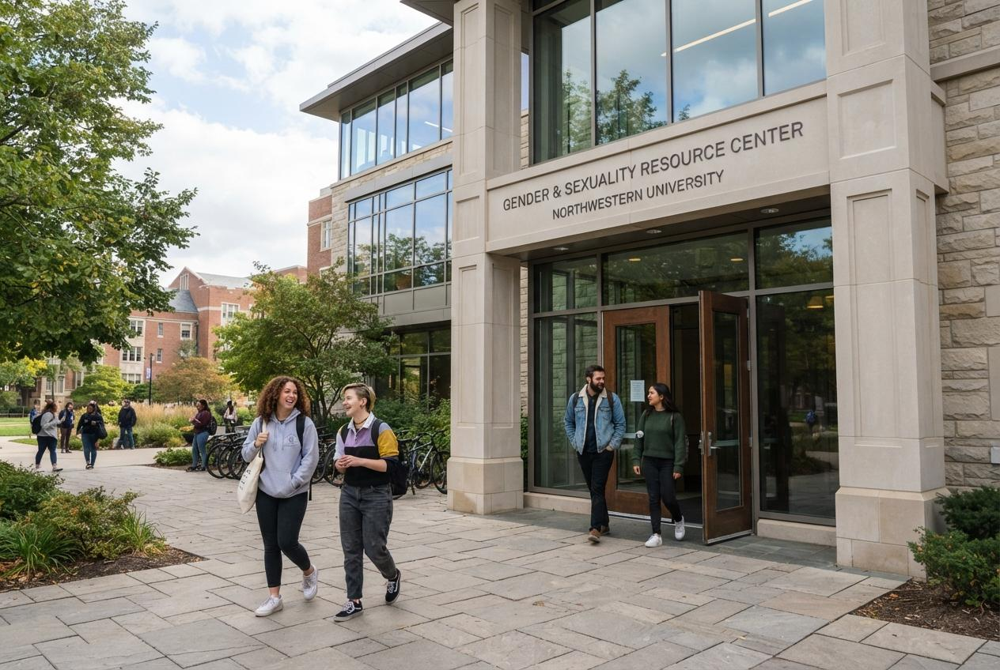 GENDER & SEXUALITY RESOURCE CENTER
NORTHWESTERN UNIVERSITY